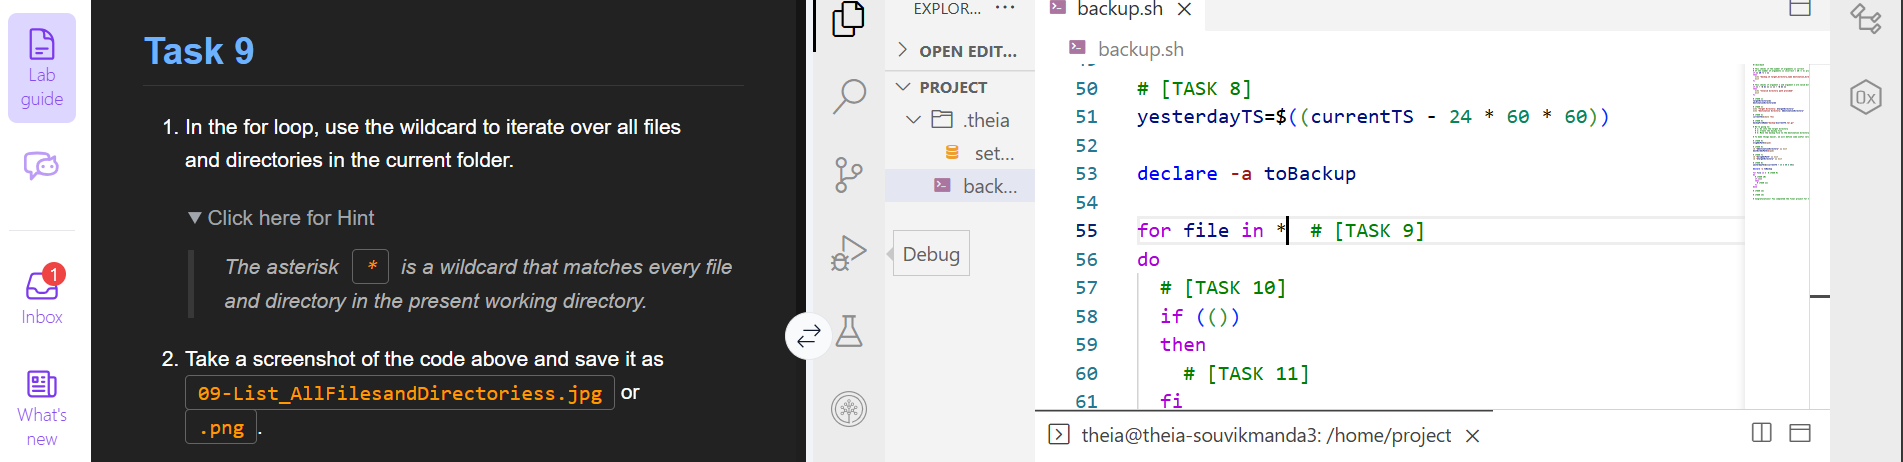 Lab
guide
1
Inbox
What's
new
Task 9
1. In the for loop, use the wildcard to iterate over all files
and directories in the current folder.
▼ Click here for Hint
The asterisk * is a wildcard that matches every file
and directory in the present working directory.
2. Take a screenshot of the code above and save it as
09-List_AllFilesandDirectoriess.jpg or
.png.
EXPLOR... ···
OPEN EDIT...
PROJECT
.theia
set...
back...
Debug
backup.sh
backup.sh
50 # [TASK 8]
51 yesterdayTS=$((currentTS - 24 * 60 * 60))
52
53 declare -a toBackup
54
55 for file in * # [TASK 9]
56 do
57 # [TASK 10]
58 if (())
59 then
60 # [TASK 11]
61 fi
theia@theia-souvikmanda3: /home/project
0x